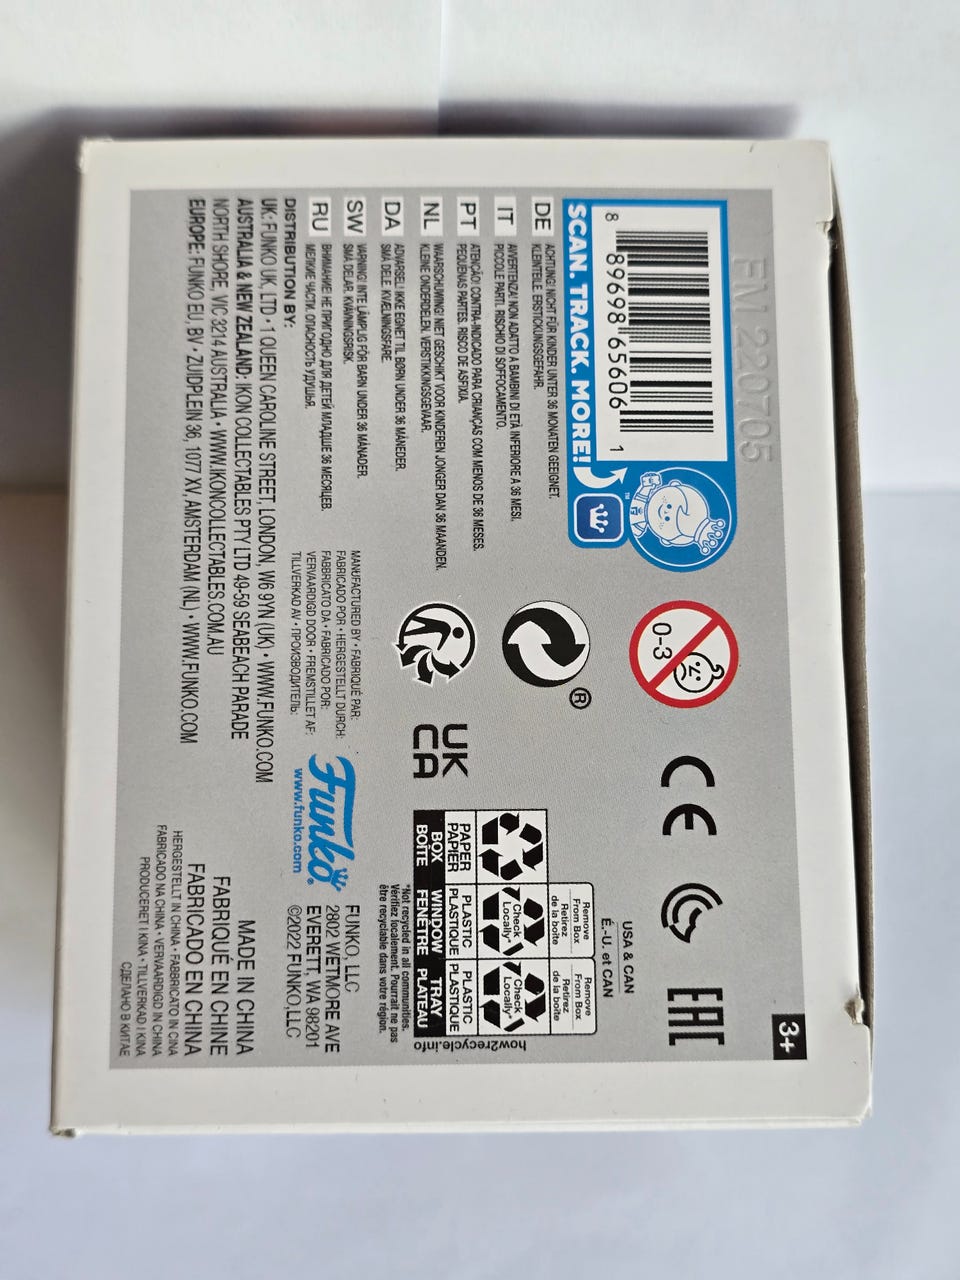 FM 220705
8 89698 65606 1
SCAN. TRACK. MORE!
TM
DE ACHTUNG! NICHT FÜR KINDER UNTER 36 MONATEN GEEIGNET.
KLEINTEILE. ERSTICKUNGSGEFAHR.
IT AVVERTENZA! NON ADATTO A BAMBINI DI ETÀ INFERIORE A 36 MESI.
PICCOLE PARTI. RISCHIO DI SOFFOCAMENTO.
PT ATENÇÃO! CONTRA-INDICADO PARA CRIANÇAS COM MENOS DE 36 MESES.
PEQUENAS PARTES. RISCO DE ASFIXIA.
NL WAARSCHUWING! NIET GESCHIKT VOOR KINDEREN JONGER DAN 36 MAANDEN.
KLEINE ONDERDELEN. VERSTIKKINGSGEVAAR.
DA ADVARSEL! IKKE EGNET TIL BØRN UNDER 36 MÅNEDER.
SMÅ DELE. KVÆLNINGSFARE.
SW VARNING! INTE LÄMPLIG FÖR BARN UNDER 36 MÅNADER.
SMÅ DELAR. KVÄVNINGSRISK.
RU ВНИМАНИЕ! НЕ ПРИГОДНО ДЛЯ ДЕТЕЙ МЛАДШЕ 36 МЕСЯЦЕВ.
МЕЛКИЕ ЧАСТИ. ОПАСНОСТЬ УДУШЬЯ.
DISTRIBUTION BY:
UK: FUNKO UK, LTD • 1 QUEEN CAROLINE STREET, LONDON, W6 9YN (UK) • WWW.FUNKO.COM
AUSTRALIA & NEW ZEALAND: IKON COLLECTABLES PTY LTD 49-59 SEABEACH PARADE
NORTH SHORE, VIC 3214 AUSTRALIA • WWW.IKONCOLLECTABLES.COM.AU
EUROPE: FUNKO EU, BV • ZUIDPLEIN 36, 1077 XV, AMSTERDAM (NL) • WWW.FUNKO.COM
0-3
CE
EAC
3+
®
UK
CA
USA & CAN
É.-U. et CAN
Remove
From Box
Retirez
de la boîte
Remove
From Box
Retirez
de la boîte
Check
Locally*
Check
Locally*
PAPER
PAPIER
PLASTIC
PLASTIQUE
PLASTIC
PLASTIQUE
BOX
BOÎTE
WINDOW
FENÊTRE
TRAY
PLATEAU
how2recycle.info
*Not recycled in all communities.
Vérifiez localement. Pourrait ne pas
être recyclable dans votre région.
MANUFACTURED BY • FABRIQUÉ PAR:
FABRICADO POR • HERGESTELLT DURCH:
FABBRICATO DA • FABRICADO POR:
VERVAARDIGD DOOR • FREMSTILLET AF:
TILLVERKAD AV • ПРОИЗВОДИТЕЛЬ:
Funko®
www.funko.com
FUNKO, LLC
2802 WETMORE AVE
EVERETT, WA 98201
©2022 FUNKO, LLC
MADE IN CHINA
FABRIQUÉ EN CHINE
FABRICADO EN CHINA
HERGESTELLT IN CHINA • FABBRICATO IN CINA
FABRICADO NA CHINA • VERVAARDIGD IN CHINA
PRODUCERET I KINA • TILLVERKAD I KINA
СДЕЛАНО В КИТАЕ